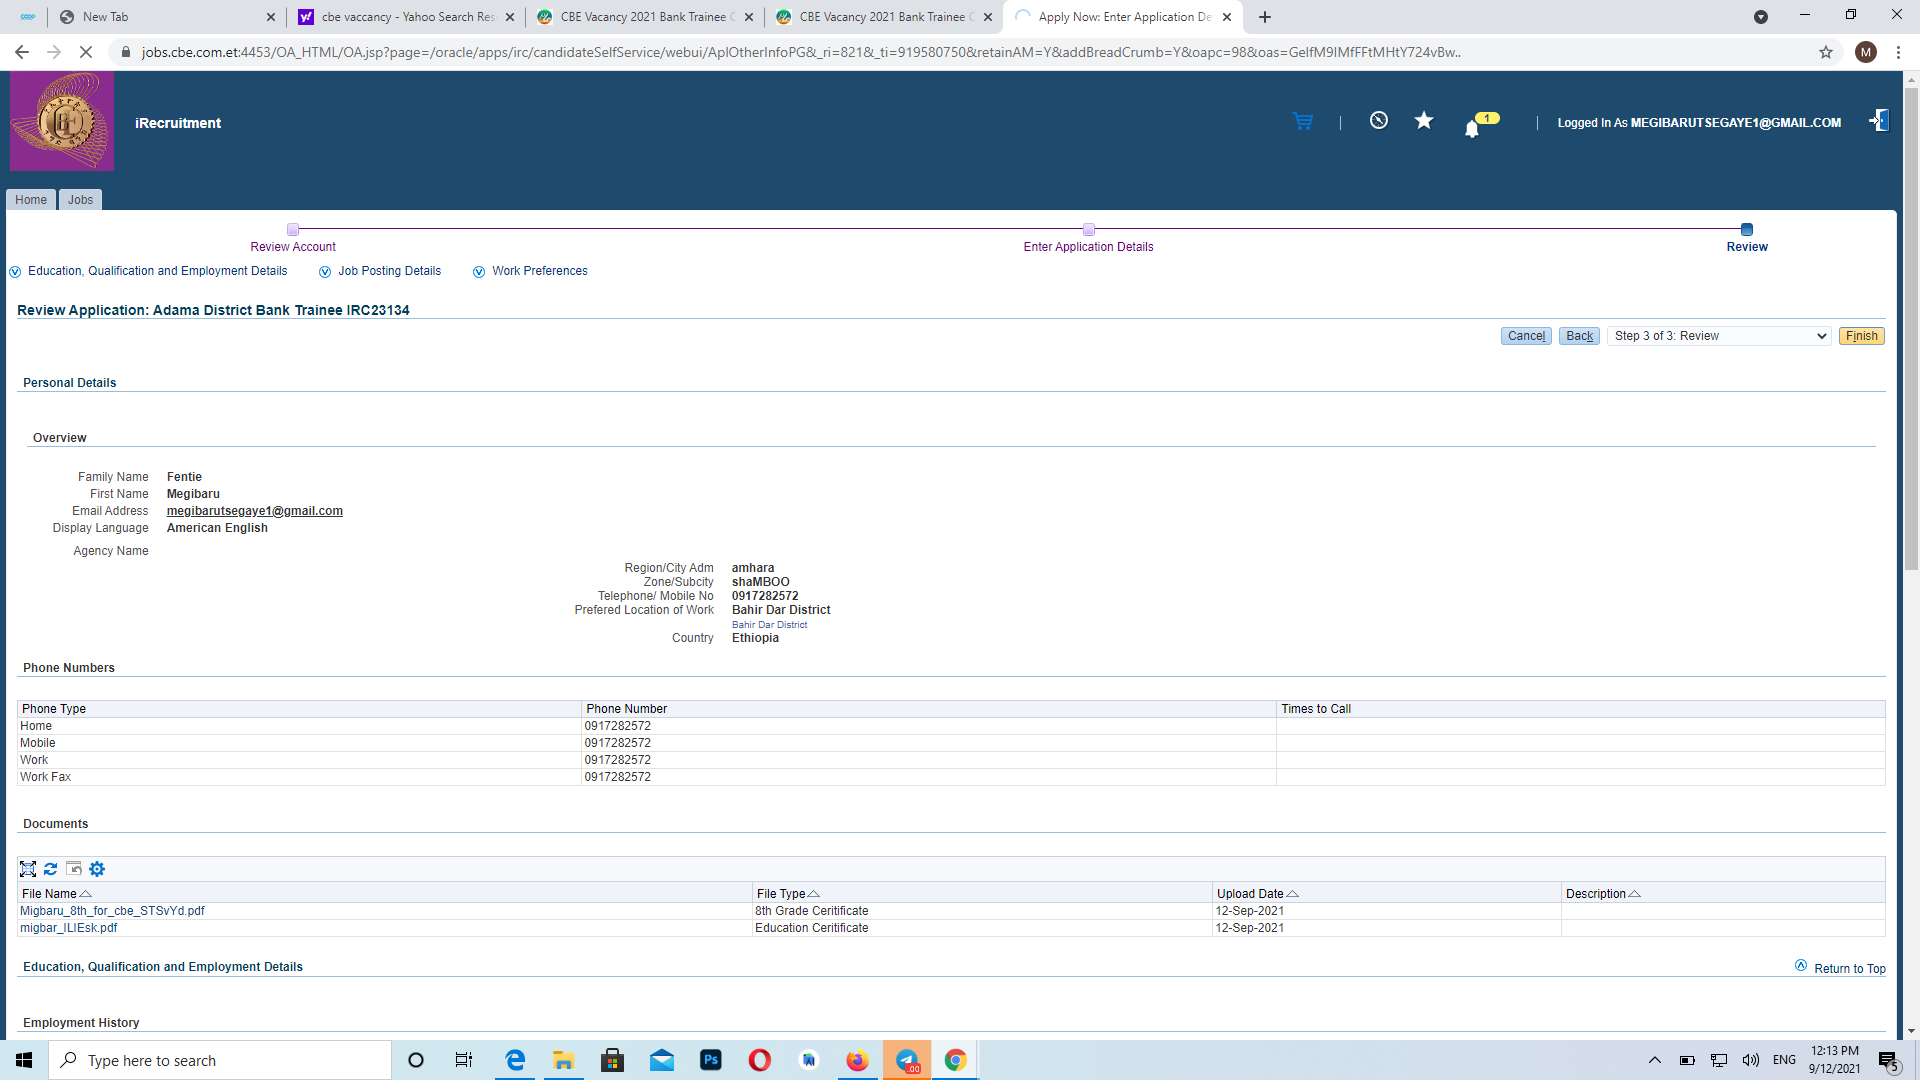 New Tab
cbe vaccancy - Yahoo Search Res
CBE Vacancy 2021 Bank Trainee
CBE Vacancy 2021 Bank Trainee
Apply Now: Enter Application De
jobs.cbe.com.et:4453/OA_HTML/OA.jsp?page=/oracle/apps/irc/candidateSelfService/webui/AplOtherInfoPG&_ri=821&_ti=919580750&retainAM=Y&addBreadCrumb=Y&oapc=98&oas=GelfM9IMfFFtMHtY724vBw..
M
iRecruitment
1
Logged In As MEGIBARUTSEGAYE1@GMAIL.COM
Home
Jobs
Review Account
Enter Application Details
Review
Education, Qualification and Employment Details
Job Posting Details
Work Preferences
Review Application: Adama District Bank Trainee IRC23134
Cancel
Back
Step 3 of 3: Review
Finish
Personal Details
Overview
Family Name Fentie
First Name Megibaru
Email Address megibarutsegaye1@gmail.com
Display Language American English
Agency Name
Region/City Adm amhara
Zone/Subcity shaMBOO
Telephone/ Mobile No 0917282572
Prefered Location of Work Bahir Dar District
Bahir Dar District
Country Ethiopia
Phone Numbers
Phone Type Phone Number Times to Call
Home 0917282572
Mobile 0917282572
Work 0917282572
Work Fax 0917282572
Documents
File Name File Type Upload Date Description
Migbaru_8th_for_cbe_STSvYd.pdf 8th Grade Ceritificate 12-Sep-2021
migbar_ILIEsk.pdf Education Ceritificate 12-Sep-2021
Education, Qualification and Employment Details
Return to Top
Employment History
Type here to search
Ps
.00
ENG
12:13 PM
9/12/2021
5